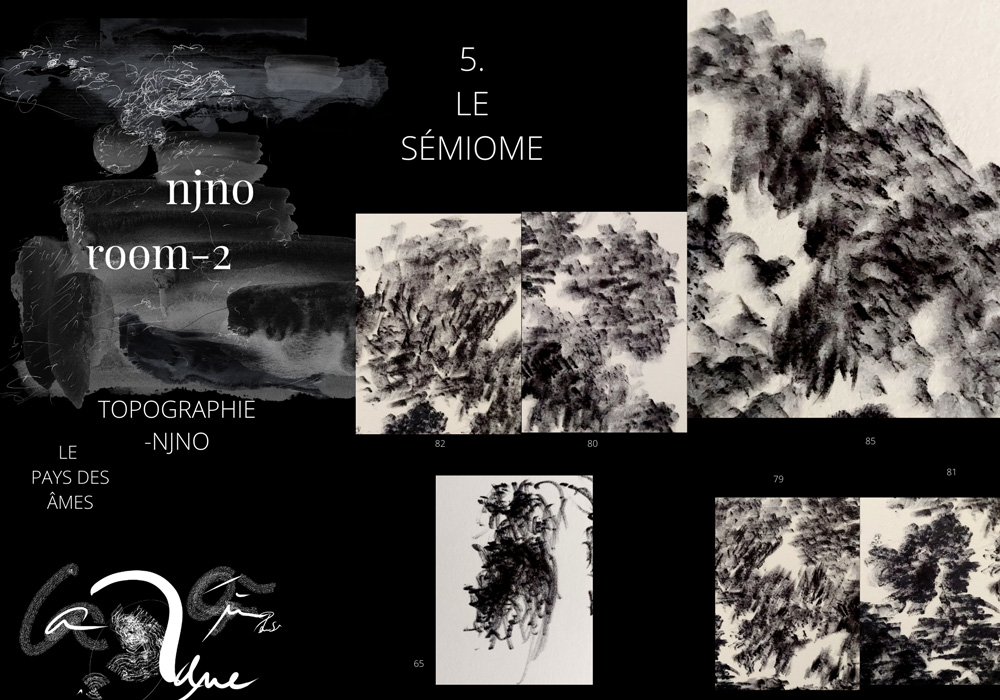 5.
LE
SÉMIOME
njno
room-2
TOPOGRAPHIE
-NJNO
LE
PAYS DES
ÂMES
82
80
85
79
81
65